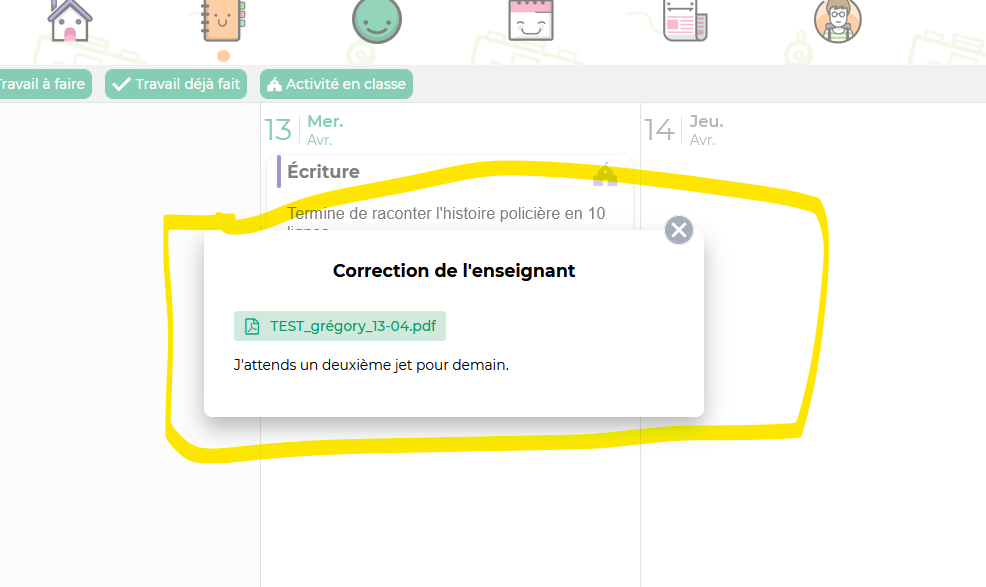 Travail à faire
Travail déjà fait
Activité en classe
13 Mer.
Avr.
14 Jeu.
Avr.
Écriture
Termine de raconter l'histoire policière en 10
lignes
Correction de l'enseignant
TEST_grégory_13-04.pdf
J'attends un deuxième jet pour demain.